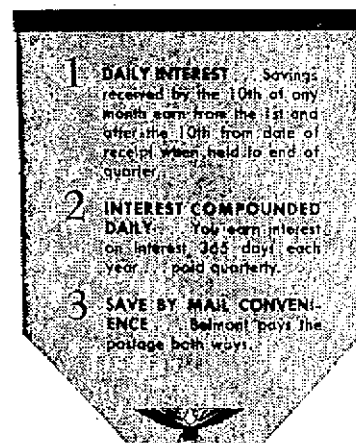 1 DAILY INTEREST . . Savings
received by the 10th of any
month earn from the 1st and
after the 10th from date of
receipt when held to end of
quarter.
2 INTEREST COMPOUNDED
DAILY . . You earn interest
on interest 365 days each
year . . . paid quarterly.
3 SAVE BY MAIL CONVENI-
ENCE . . Belmont pays the
postage both ways.